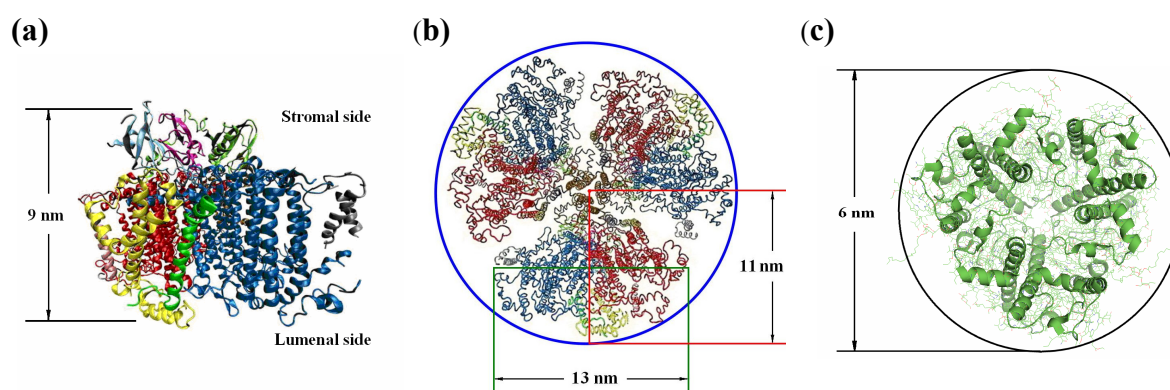 (a)
9 nm
Stromal side
Lumenal side
(b)
11 nm
13 nm
(c)
6 nm